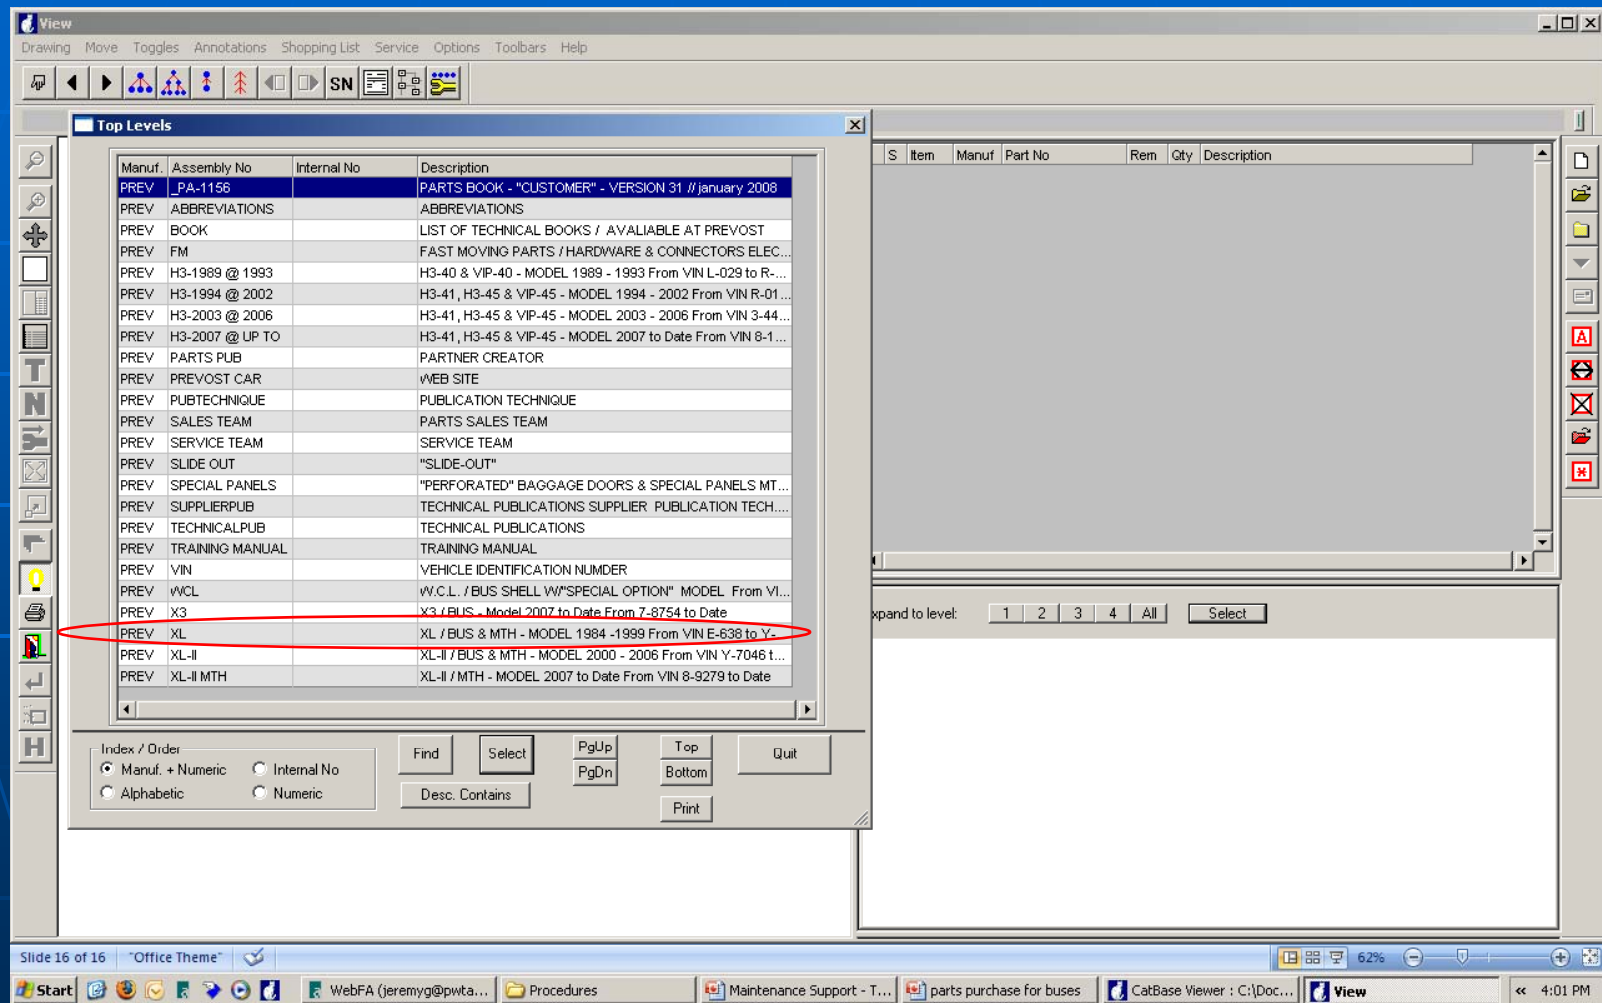 View
Drawing Move Toggles Annotations Shopping List Service Options Toolbars Help
SN
Top Levels
Manuf. Assembly No Internal No Description
PREV _PA-1156 PARTS BOOK - "CUSTOMER" - VERSION 31 // january 2008
PREV ABBREVIATIONS ABBREVIATIONS
PREV BOOK LIST OF TECHNICAL BOOKS / AVALIABLE AT PREVOST
PREV FM FAST MOVING PARTS / HARDWARE & CONNECTORS ELEC...
PREV H3-1989 @ 1993 H3-40 & VIP-40 - MODEL 1989 - 1993 From VIN L-029 to R-...
PREV H3-1994 @ 2002 H3-41, H3-45 & VIP-45 - MODEL 1994 - 2002 From VIN R-01...
PREV H3-2003 @ 2006 H3-41, H3-45 & VIP-45 - MODEL 2003 - 2006 From VIN 3-44...
PREV H3-2007 @ UP TO H3-41, H3-45 & VIP-45 - MODEL 2007 to Date From VIN 8-1...
PREV PARTS PUB PARTNER CREATOR
PREV PREVOST CAR WEB SITE
PREV PUBTECHNIQUE PUBLICATION TECHNIQUE
PREV SALES TEAM PARTS SALES TEAM
PREV SERVICE TEAM SERVICE TEAM
PREV SLIDE OUT "SLIDE-OUT"
PREV SPECIAL PANELS "PERFORATED" BAGGAGE DOORS & SPECIAL PANELS MT...
PREV SUPPLIERPUB TECHNICAL PUBLICATIONS SUPPLIER PUBLICATION TECH....
PREV TECHNICALPUB TECHNICAL PUBLICATIONS
PREV TRAINING MANUAL TRAINING MANUAL
PREV VIN VEHICLE IDENTIFICATION NUMDER
PREV WCL W.C.L. / BUS SHELL W/"SPECIAL OPTION" MODEL From VI...
PREV X3 X3 / BUS - Model 2007 to Date From 7-8754 to Date
PREV XL XL / BUS & MTH - MODEL 1984 -1999 From VIN E-638 to Y-
PREV XL-II XL-II / BUS & MTH - MODEL 2000 - 2006 From VIN Y-7046 t...
PREV XL-II MTH XL-II / MTH - MODEL 2007 to Date From VIN 8-9279 to Date
Index / Order
Manuf. + Numeric Internal No
Alphabetic Numeric
Find Select PgUp Top Quit
PgDn Bottom
Desc. Contains
Print
S Item Manuf Part No Rem Qty Description
xpand to level: 1 2 3 4 All Select
T
N
H
A
Slide 16 of 16 "Office Theme" 62%
Start WebFA (jeremyg@pwta... Procedures Maintenance Support - T... parts purchase for buses CatBase Viewer : C:\Doc... View « 4:01 PM